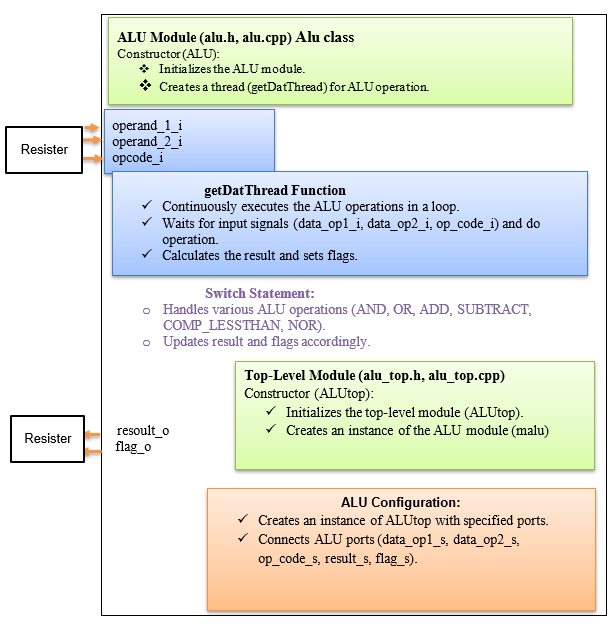 ALU Module (alu.h, alu.cpp) Alu class
Constructor(ALU):
❖ Initializes the ALU module.
❖ Creates a thread (getDatThread) for ALU operation.
Resister
operand_1_i
operand_2_i
opcode_i
getDatThread Function
✓ Continuously executes the ALU operations in a loop.
✓ Waits for input signals (data_op1_i, data_op2_i, op_code_i) and do
operation.
✓ Calculates the result and sets flags.
Switch Statement:
o Handles various ALU operations (AND, OR, ADD, SUBTRACT,
COMP_LESSTHAN, NOR).
o Updates result and flags accordingly.
Top-Level Module (alu_top.h, alu_top.cpp)
Constructor (ALUtop):
✓ Initializes the top-level module (ALUtop).
✓ Creates an instance of the ALU module (malu)
Resister
resoult_o
flag_o
ALU Configuration:
✓ Creates an instance of ALUtop with specified ports.
✓ Connects ALU ports (data_op1_s, data_op2_s,
op_code_s, result_s, flag_s).